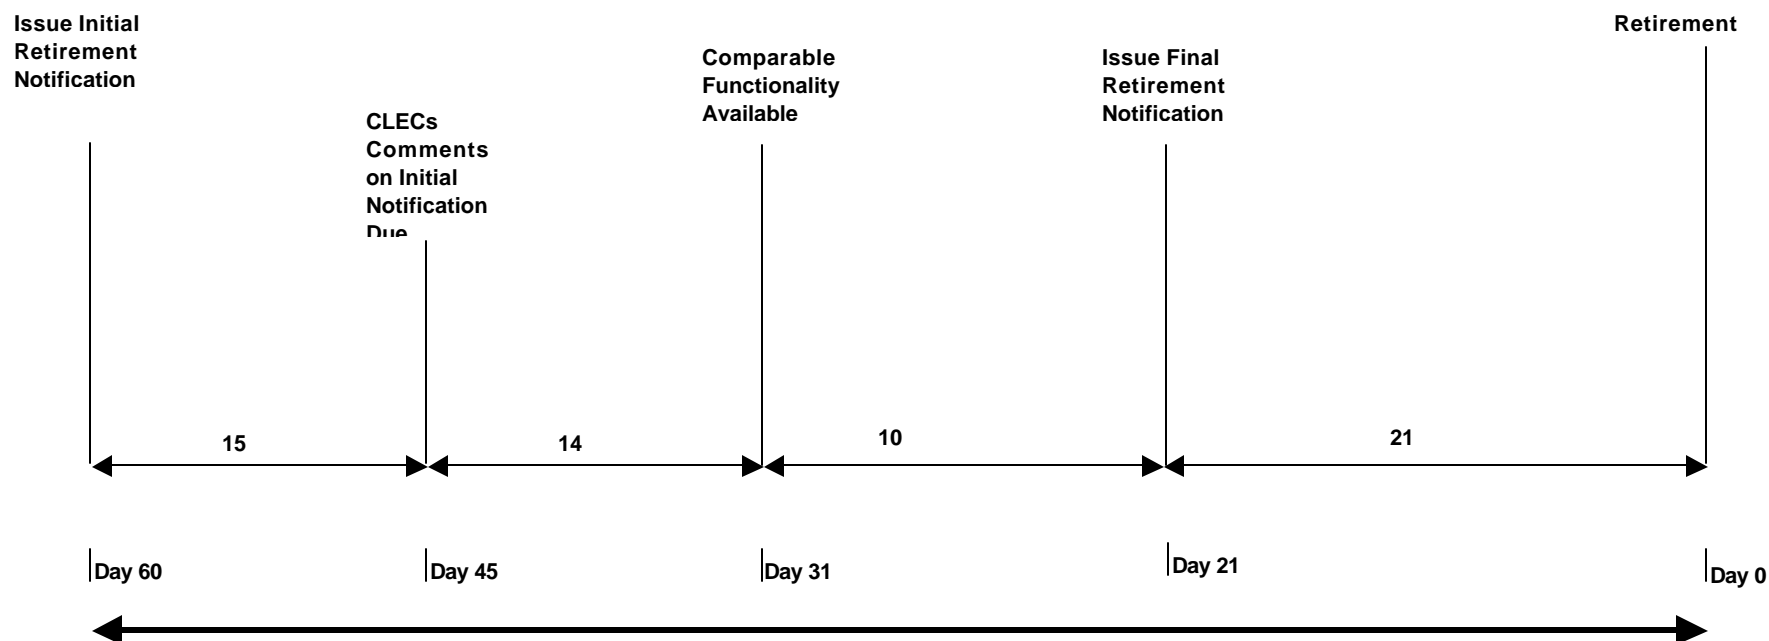 Issue Initial
Retirement
Notification
CLECs
Comments
on Initial
Notification
Due
Comparable
Functionality
Available
Issue Final
Retirement
Notification
Retirement
15
14
10
21
Day 60
Day 45
Day 31
Day 21
Day 0